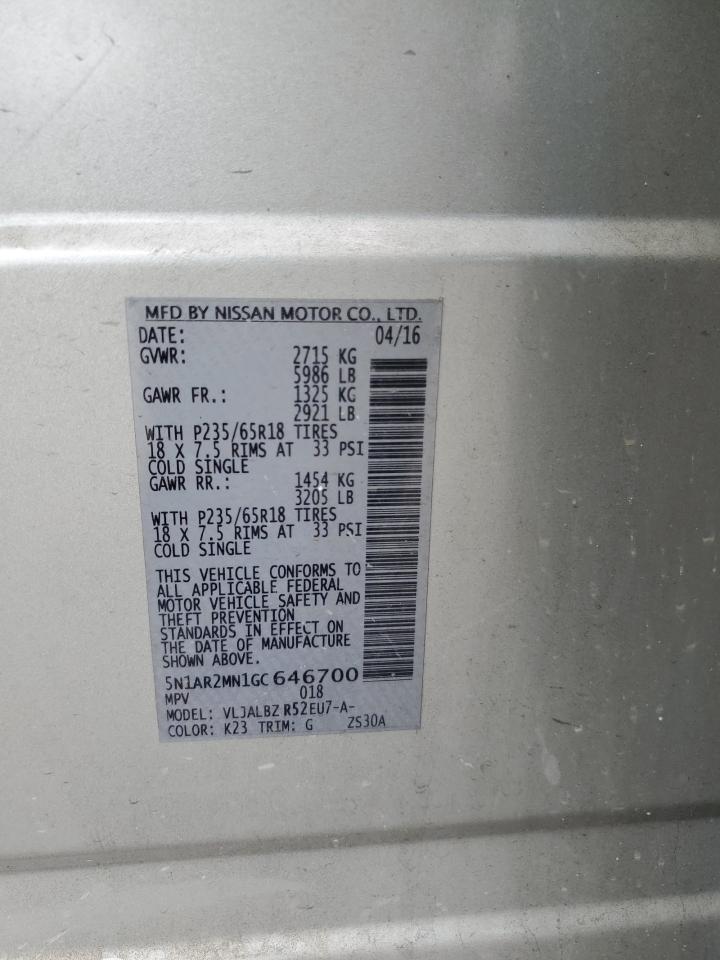 MFD BY NISSAN MOTOR CO., LTD.
DATE: 04/16
GVWR: 2715 KG
5986 LB
GAWR FR.: 1325 KG
2921 LB
WITH P235/65R18 TIRES
18 X 7.5 RIMS AT 33 PSI
COLD SINGLE
GAWR RR.: 1454 KG
3205 LB
WITH P235/65R18 TIRES
18 X 7.5 RIMS AT 33 PSI
COLD SINGLE
THIS VEHICLE CONFORMS TO
ALL APPLICABLE FEDERAL
MOTOR VEHICLE SAFETY AND
THEFT PREVENTION
STANDARDS IN EFFECT ON
THE DATE OF MANUFACTURE
SHOWN ABOVE.
5N1AR2MN1GC646700
MPV 018
MODEL: VLJALBZ R52EU7-A-
COLOR: K23 TRIM: G ZS30A